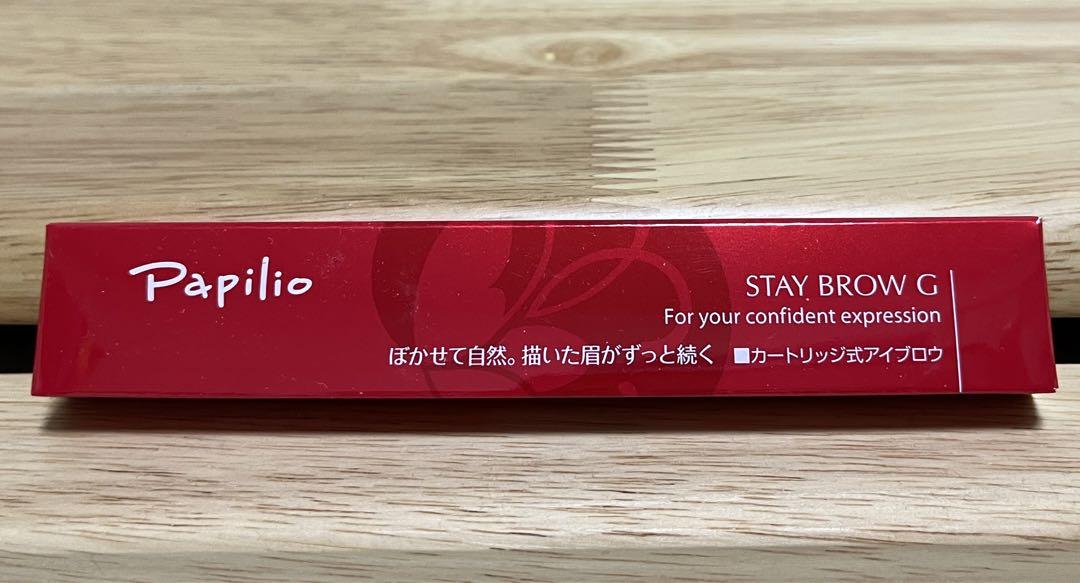 Papilio
STAY BROW G
For your confident expression
ぼかせて自然。描いた眉がずっと続く ■カートリッジ式アイブロウ